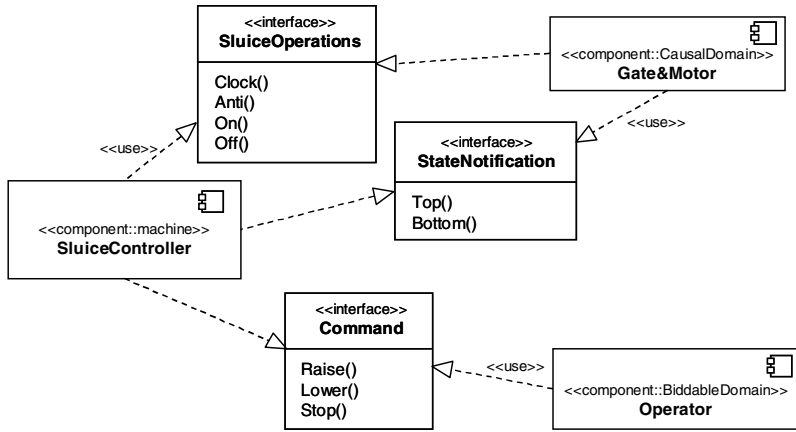 <<interface>>
SluiceOperations
Clock()
Anti()
On()
Off()
<<component::CausalDomain>>
Gate&Motor
<<use>>
<<use>>
<<interface>>
StateNotification
Top()
Bottom()
<<component::machine>>
SluiceController
<<interface>>
Command
Raise()
Lower()
Stop()
<<use>>
<<component::BiddableDomain>>
Operator